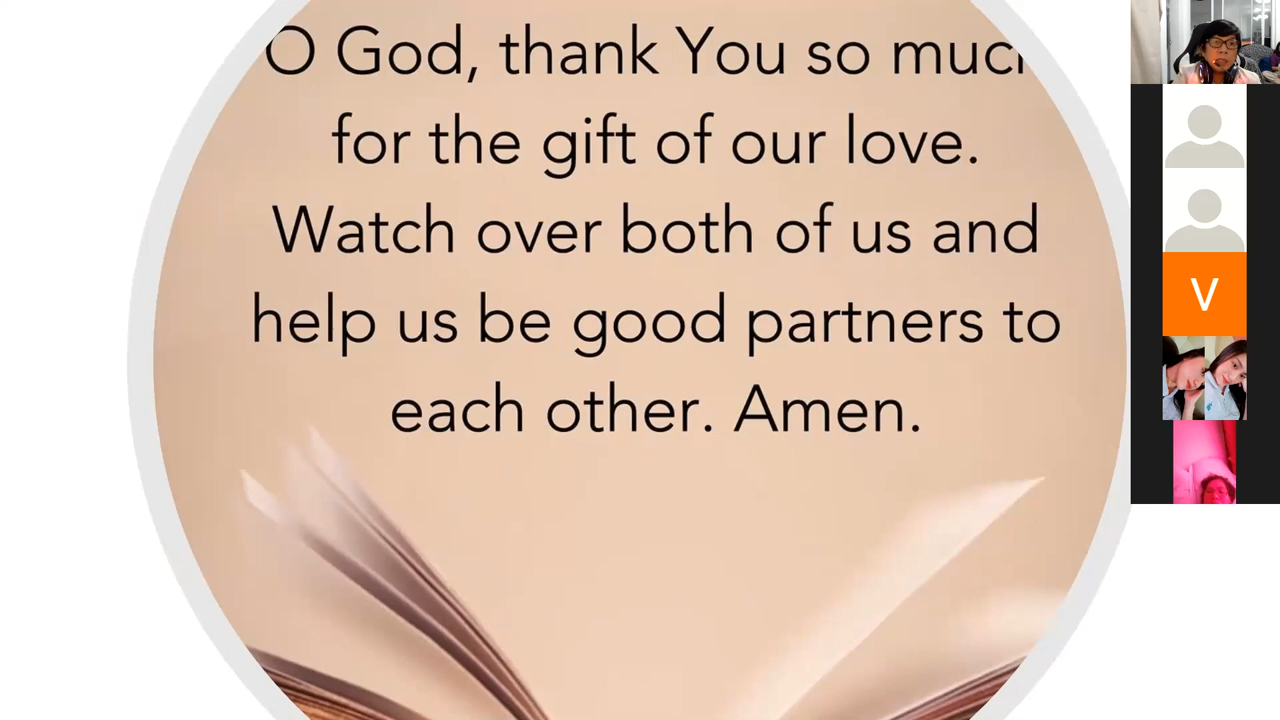 O God, thank You so much
for the gift of our love.
Watch over both of us and
help us be good partners to
each other. Amen.
V